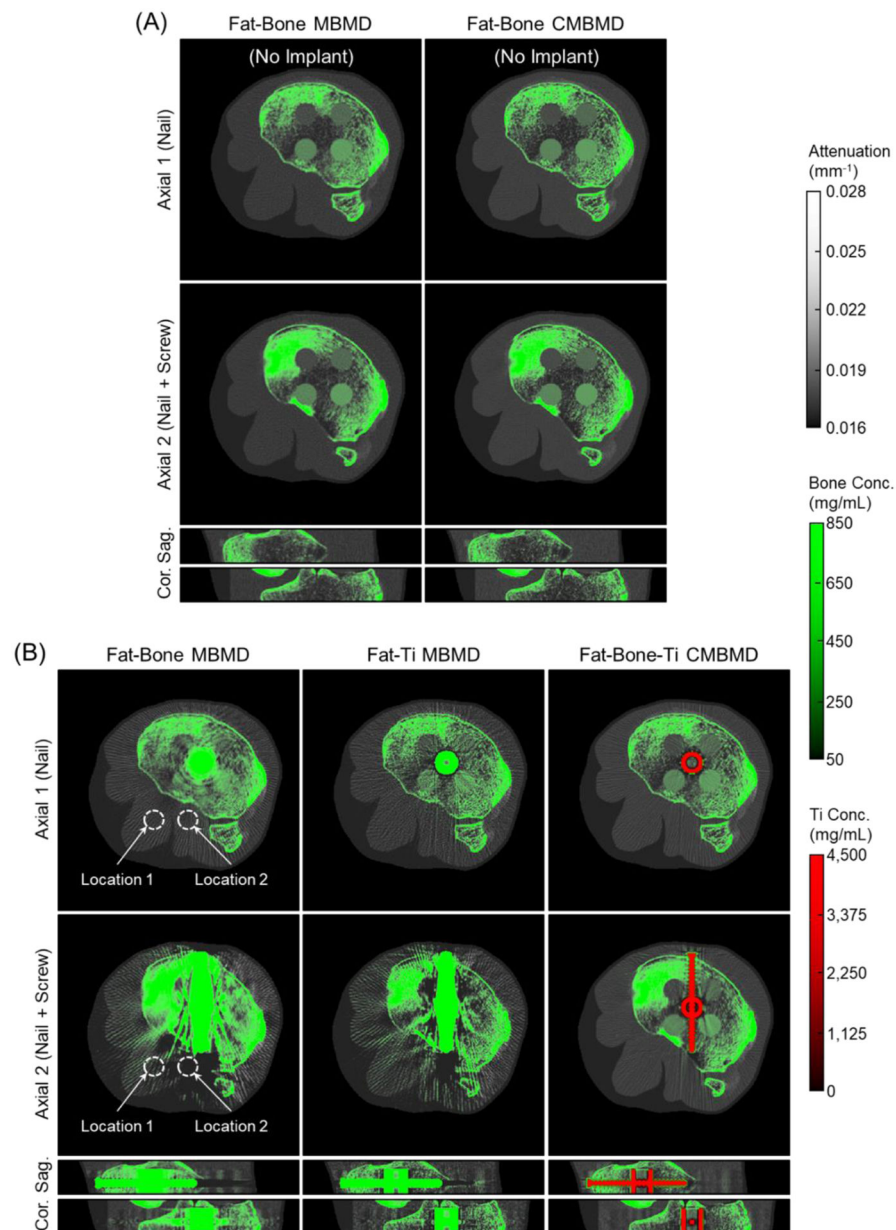 (A)
Fat-Bone MBMD
Fat-Bone CMBMD
(No Implant)
(No Implant)
Axial 1 (Nail)
Axial 2 (Nail + Screw)
Sag.
Cor.
Attenuation
(mm⁻¹)
0.028
0.025
0.022
0.019
0.016
Bone Conc.
(mg/mL)
850
650
450
250
50
Ti Conc.
(mg/mL)
4,500
3,375
2,250
1,125
0
(B)
Fat-Bone MBMD
Fat-Ti MBMD
Fat-Bone-Ti CMBMD
Axial 1 (Nail)
Location 1
Location 2
Axial 2 (Nail + Screw)
Location 1
Location 2
Sag.
Cor.